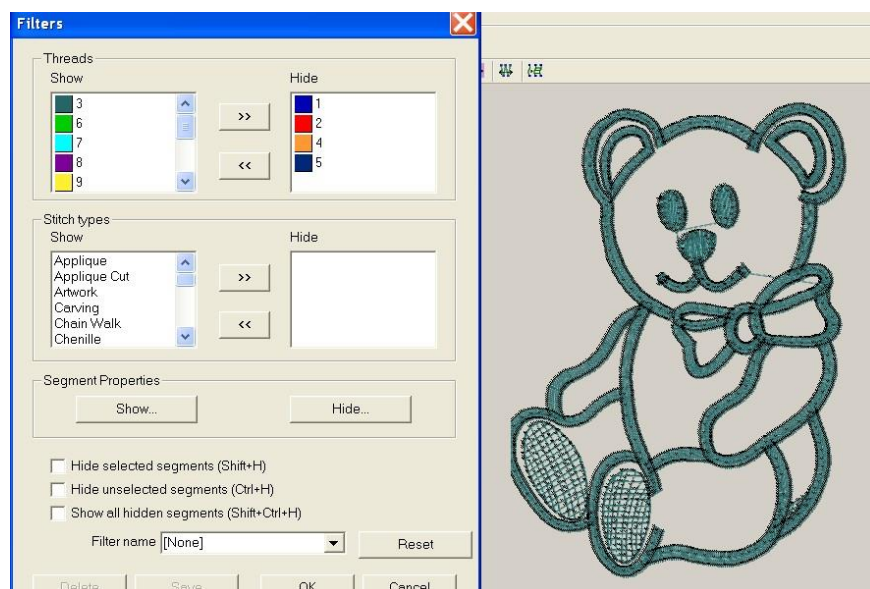 Filters
Threads
Show Hide
3
6
7
8
9
>>
<<
1
2
4
5
Stitch types
Show Hide
Applique
Applique Cut
Artwork
Carving
Chain Walk
Chenille
>>
<<
Segment Properties
Show... Hide...
Hide selected segments (Shift+H)
Hide unselected segments (Ctrl+H)
Show all hidden segments (Shift+Ctrl+H)
Filter name [None] Reset
Delete Save OK Cancel